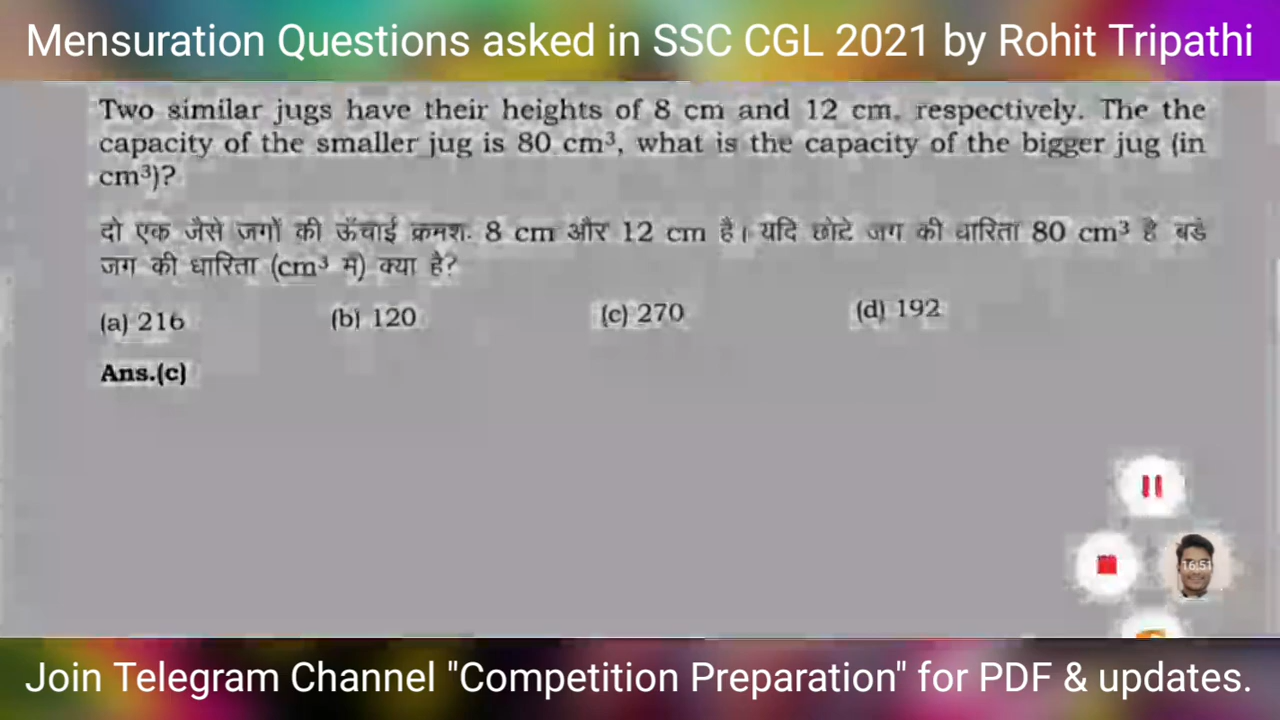 Mensuration Questions asked in SSC CGL 2021 by Rohit Tripathi
Two similar jugs have their heights of 8 cm and 12 cm, respectively. The the
capacity of the smaller jug is 80 cm³, what is the capacity of the bigger jug (in
cm³)?
दो एक जैसे जगों की ऊँचाई क्रमश. 8 cm और 12 cm है। यदि छोटे जग की धारिता 80 cm³ है बडे
जग की धारिता (cm³ में) क्या है?
(a) 216 (b) 120 (c) 270 (d) 192
Ans.(c)
16:51
Join Telegram Channel "Competition Preparation" for PDF & updates.